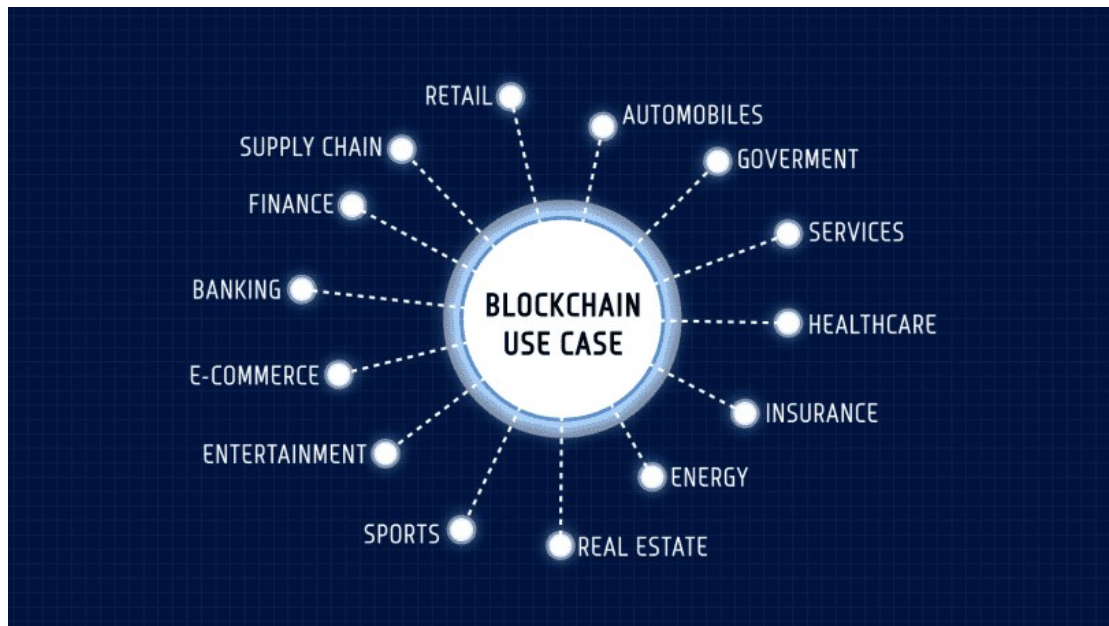 RETAIL
AUTOMOBILES
SUPPLY CHAIN
GOVERMENT
FINANCE
SERVICES
BANKING
BLOCKCHAIN
USE CASE
HEALTHCARE
E-COMMERCE
INSURANCE
ENTERTAINMENT
ENERGY
SPORTS
REAL ESTATE